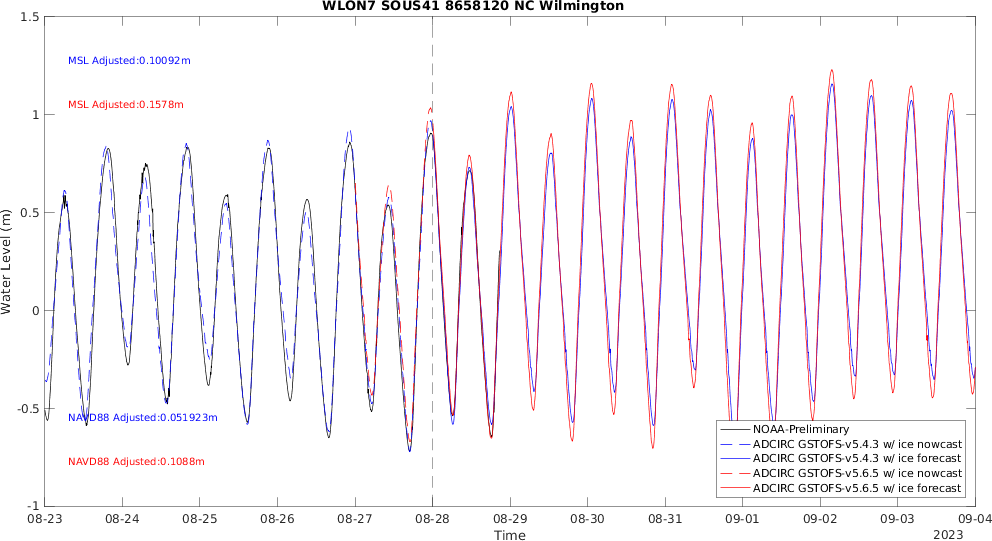 WLON7 SOUS41 8658120 NC Wilmington
1.5
1
0.5
0
-0.5
-1
Water Level (m)
MSL Adjusted:0.10092m
MSL Adjusted:0.1578m
NAVD88 Adjusted:0.051923m
NAVD88 Adjusted:0.1088m
NOAA-Preliminary
ADCIRC GSTOFS-v5.4.3 w/ ice nowcast
ADCIRC GSTOFS-v5.4.3 w/ ice forecast
ADCIRC GSTOFS-v5.6.5 w/ ice nowcast
ADCIRC GSTOFS-v5.6.5 w/ ice forecast
08-23 08-24 08-25 08-26 08-27 08-28 08-29 08-30 08-31 09-01 09-02 09-03 09-04
Time
2023